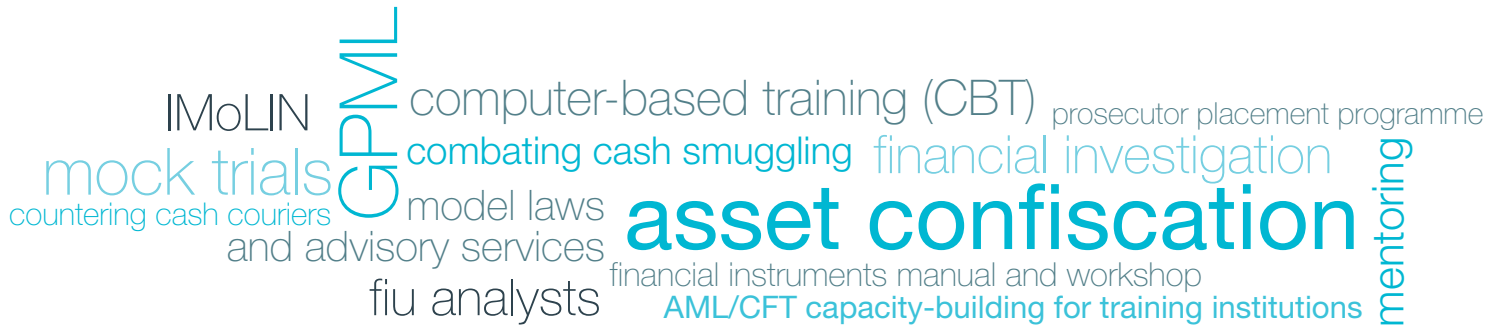 GPML
IMoLIN
computer-based training (CBT)
prosecutor placement programme
mock trials
combating cash smuggling
financial investigation
mentoring
countering cash couriers
model laws
and advisory services
asset confiscation
financial instruments manual and workshop
fiu analysts
AML/CFT capacity-building for training institutions